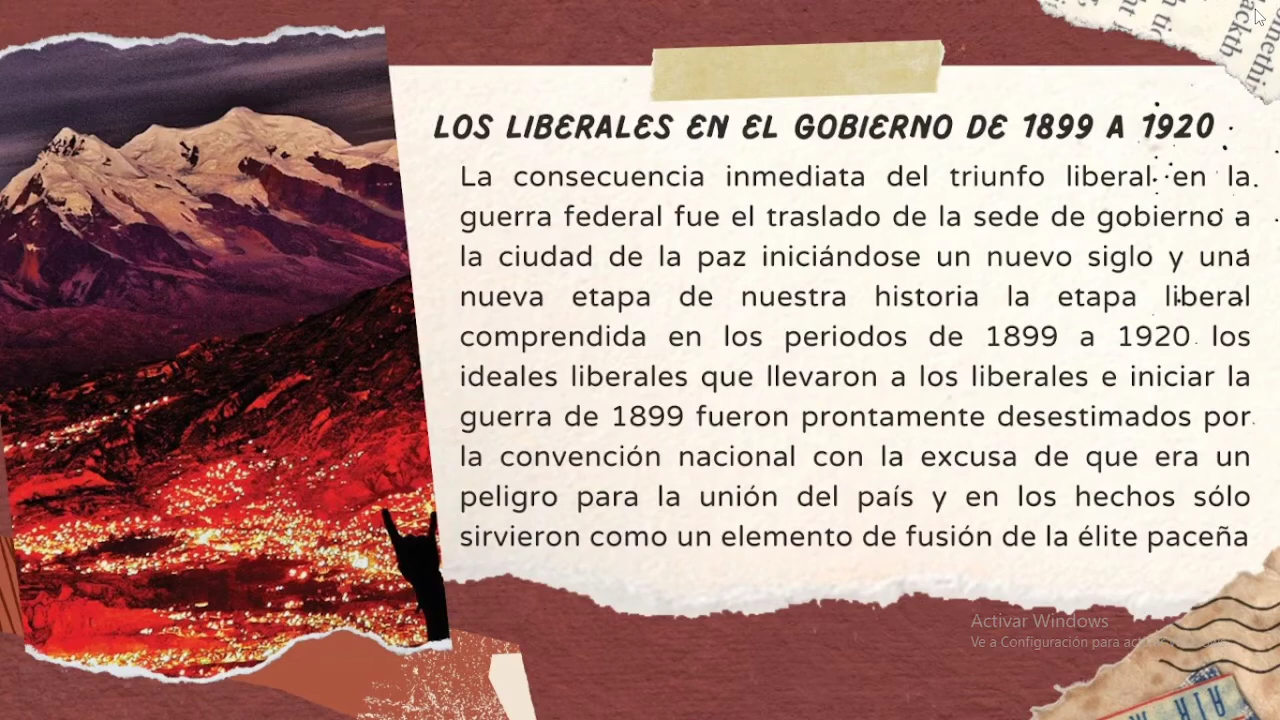 LOS LIBERALES EN EL GOBIERNO DE 1899 A 1920
La consecuencia inmediata del triunfo liberal en la
guerra federal fue el traslado de la sede de gobierno a
la ciudad de la paz iniciándose un nuevo siglo y una
nueva etapa de nuestra historia la etapa liberal
comprendida en los periodos de 1899 a 1920 los
ideales liberales que llevaron a los liberales e iniciar la
guerra de 1899 fueron prontamente desestimados por
la convención nacional con la excusa de que era un
peligro para la unión del país y en los hechos sólo
sirvieron como un elemento de fusión de la élite paceña
Activar Windows
Ve a Configuración para
AIR